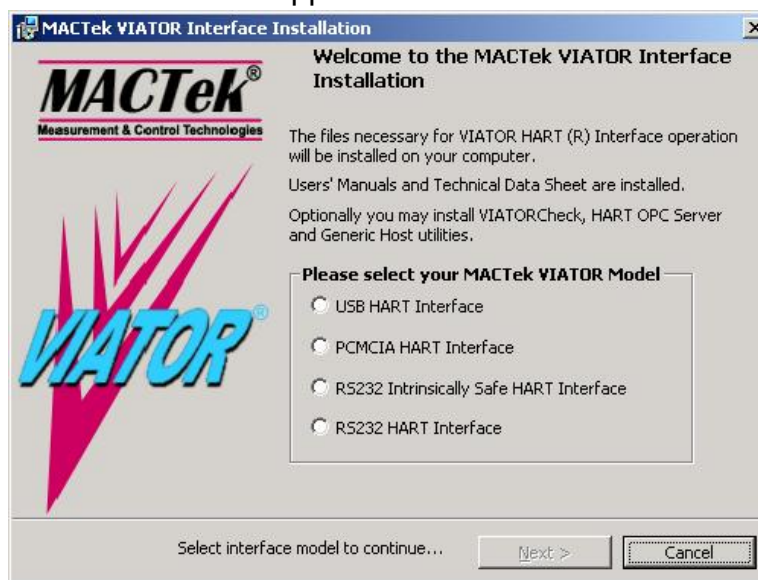 MACTek VIATOR Interface Installation
MACTek®
Measurement & Control Technologies
VIATOR®
Welcome to the MACTek VIATOR Interface
Installation
The files necessary for VIATOR HART (R) Interface operation
will be installed on your computer.
Users' Manuals and Technical Data Sheet are installed.
Optionally you may install VIATORCheck, HART OPC Server
and Generic Host utilities.
Please select your MACTek VIATOR Model
USB HART Interface
PCMCIA HART Interface
RS232 Intrinsically Safe HART Interface
RS232 HART Interface
Select interface model to continue...
Next >
Cancel